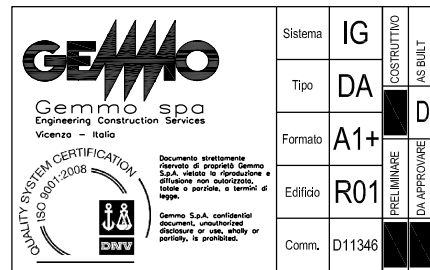 GEMMO
Gemmo spa
Engineering Construction Services
Vicenza - Italia
QUALITY SYSTEM CERTIFICATION
ISO 9001:2008
DNV
Documento strettamente
riservato di proprietà Gemmo
S.p.A. vietata la riproduzione e
diffusione non autorizzata,
totale o parziale, a termini di
legge.
Gemmo S.p.A. confidential
document, unauthorized
disclosure or use, wholly or
partially, is prohibited.
Sistema IG
Tipo DA
Formato A1+
Edificio R01
Comm. D11346
COSTRUTTIVO
AS BUILT
D
PRELIMINARE
DA APPROVARE